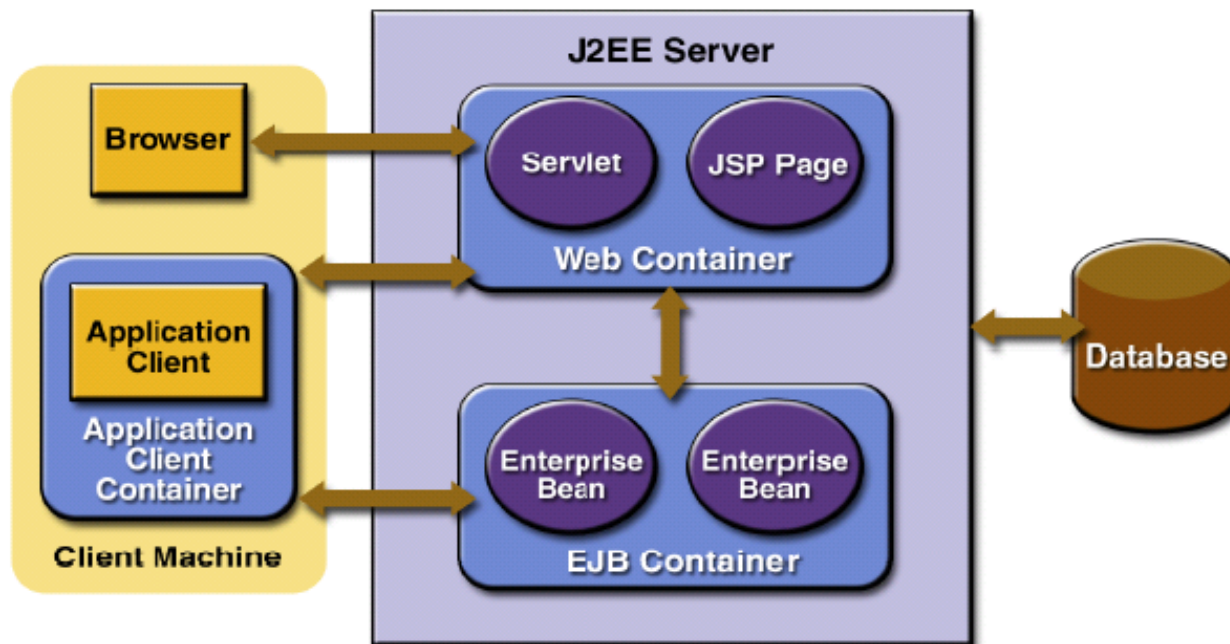 J2EE Server
Browser
Servlet
JSP Page
Web Container
Application
Client
Application
Client
Container
Client Machine
Enterprise
Bean
Enterprise
Bean
EJB Container
Database